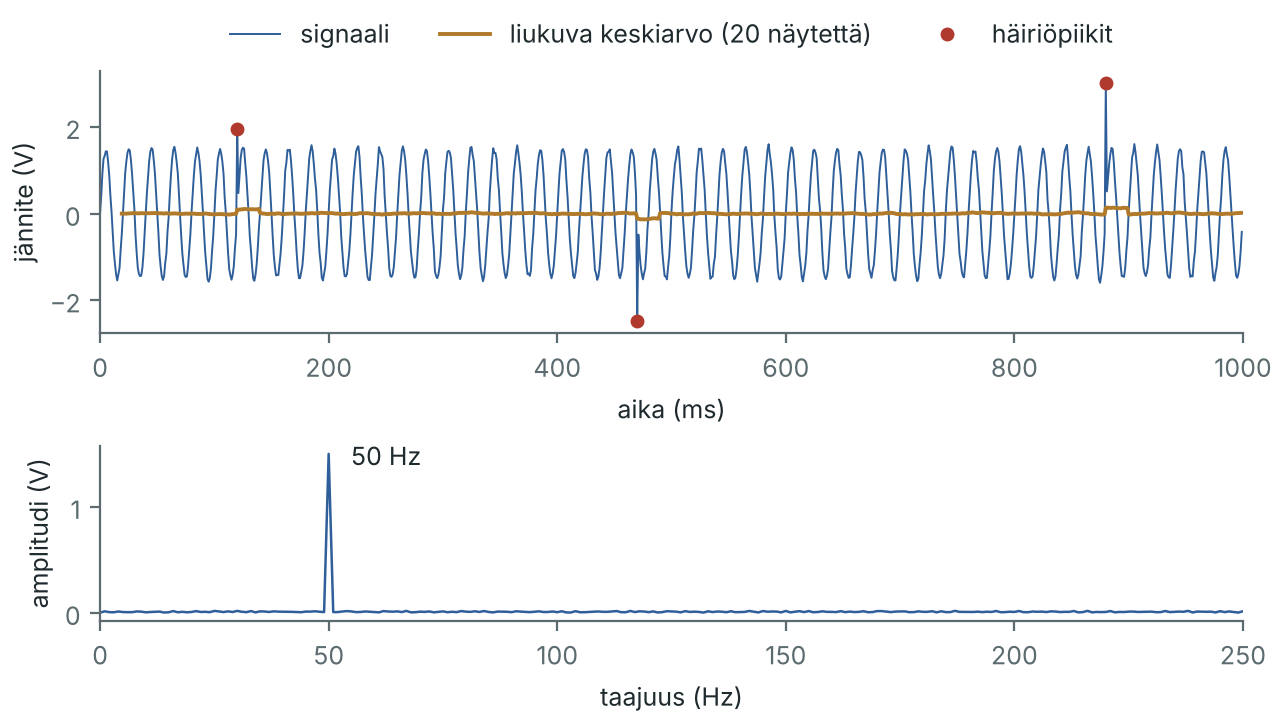 signaali liukuva keskiarvo (20 näytettä) häiriöpiikit
jännite (V)
2
0
−2
0 200 400 600 800 1000
aika (ms)
amplitudi (V)
50 Hz
1
0
0 50 100 150 200 250
taajuus (Hz)